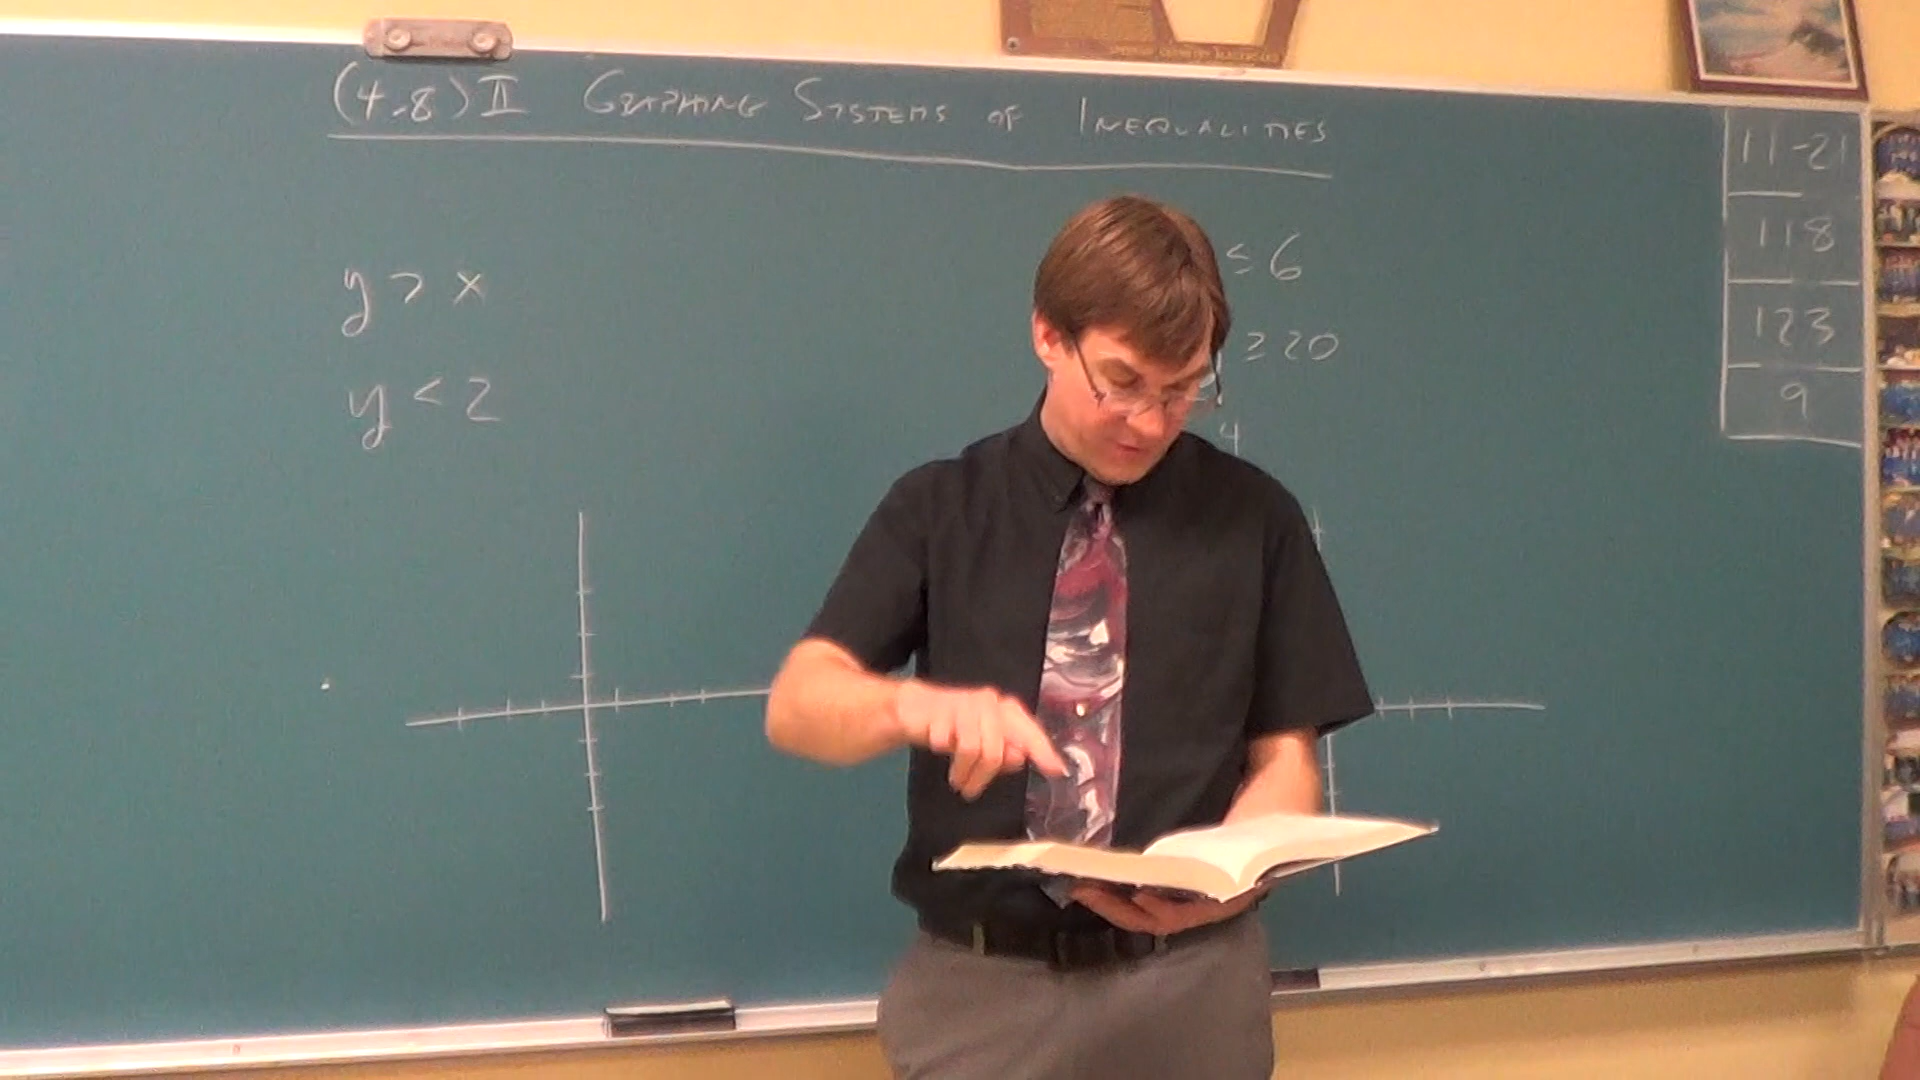 (4.8) II Graphing Systems of Inequalities
y > x
y < 2
≤ 6
≥ 20
4
11-21
118
123
9